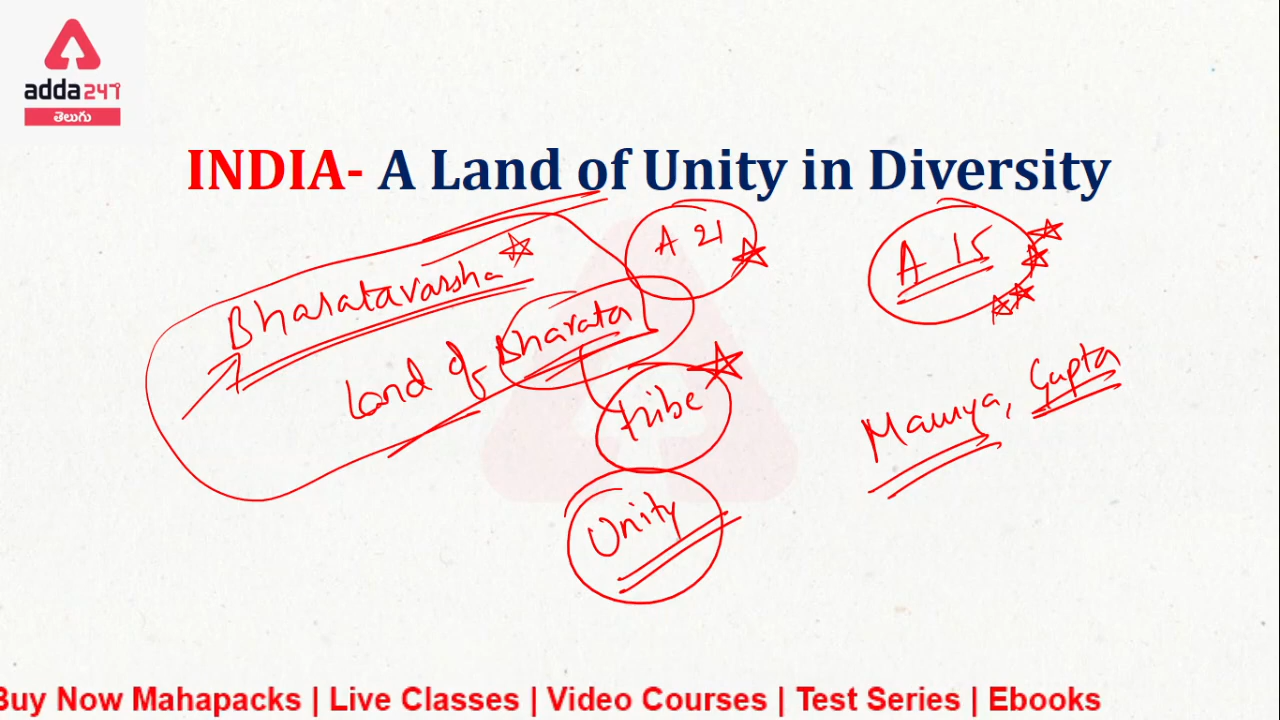 adda247
తెలుగు
INDIA- A Land of Unity in Diversity
A 21
A 15
Bharatavarsha
Land of Bharata
tribe
Maurya, Gupta
Unity
Buy Now Mahapacks | Live Classes | Video Courses | Test Series | Ebooks